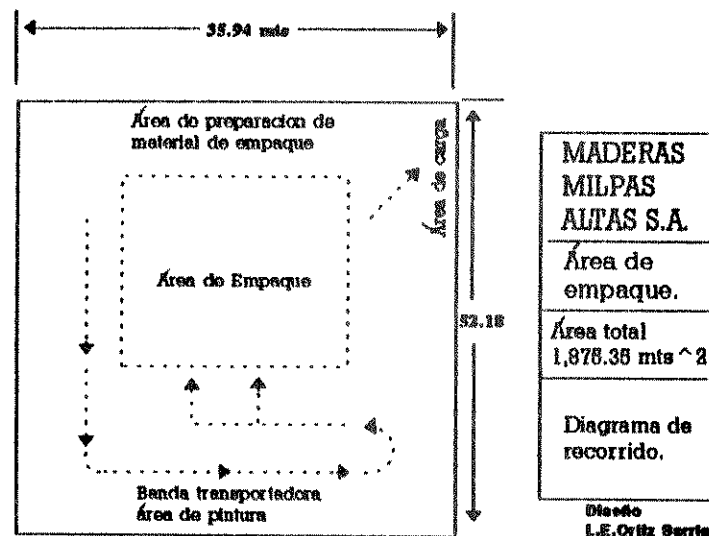 35.94 mts
Área de preparacion de
material de empaque
Área de carga
Área de Empaque
52.18
Banda transportadora
área de pintura
MADERAS
MILPAS
ALTAS S.A.
Área de
empaque.
Área total
1,875.35 mts ^ 2
Diagrama de
recorrido.
Diseño
L.E.Ortiz